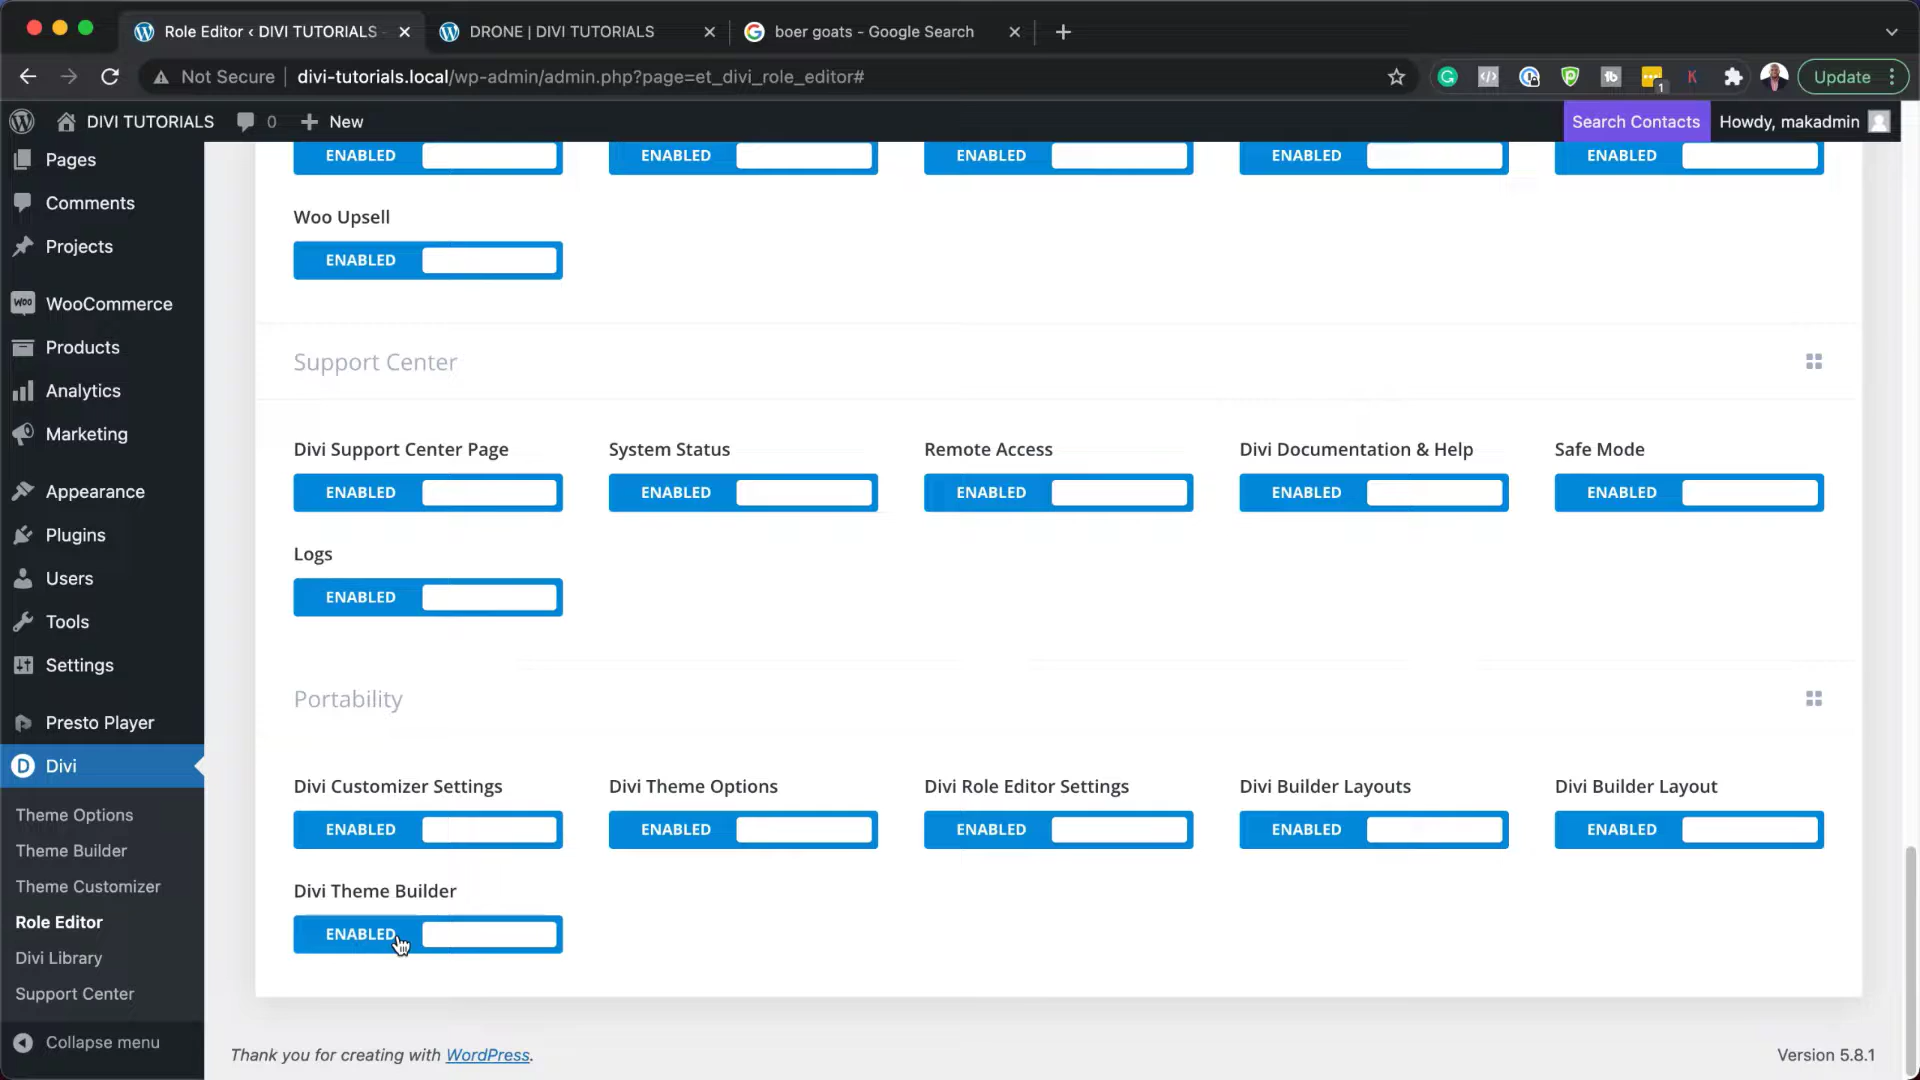 Role Editor ‹ DIVI TUTORIALS
DRONE | DIVI TUTORIALS
boer goats - Google Search
Not Secure
divi-tutorials.local/wp-admin/admin.php?page=et_divi_role_editor#
1
Update
DIVI TUTORIALS
0
New
Search Contacts
Howdy, makadmin
Pages
Comments
Projects
WooCommerce
Products
Analytics
Marketing
Appearance
Plugins
Users
Tools
Settings
Presto Player
Divi
Theme Options
Theme Builder
Theme Customizer
Role Editor
Divi Library
Support Center
Collapse menu
ENABLED ENABLED ENABLED ENABLED ENABLED
Woo Upsell
ENABLED
Support Center
Divi Support Center Page System Status Remote Access Divi Documentation & Help Safe Mode
ENABLED ENABLED ENABLED ENABLED ENABLED
Logs
ENABLED
Portability
Divi Customizer Settings Divi Theme Options Divi Role Editor Settings Divi Builder Layouts Divi Builder Layout
ENABLED ENABLED ENABLED ENABLED ENABLED
Divi Theme Builder
ENABLED
Thank you for creating with WordPress.
Version 5.8.1